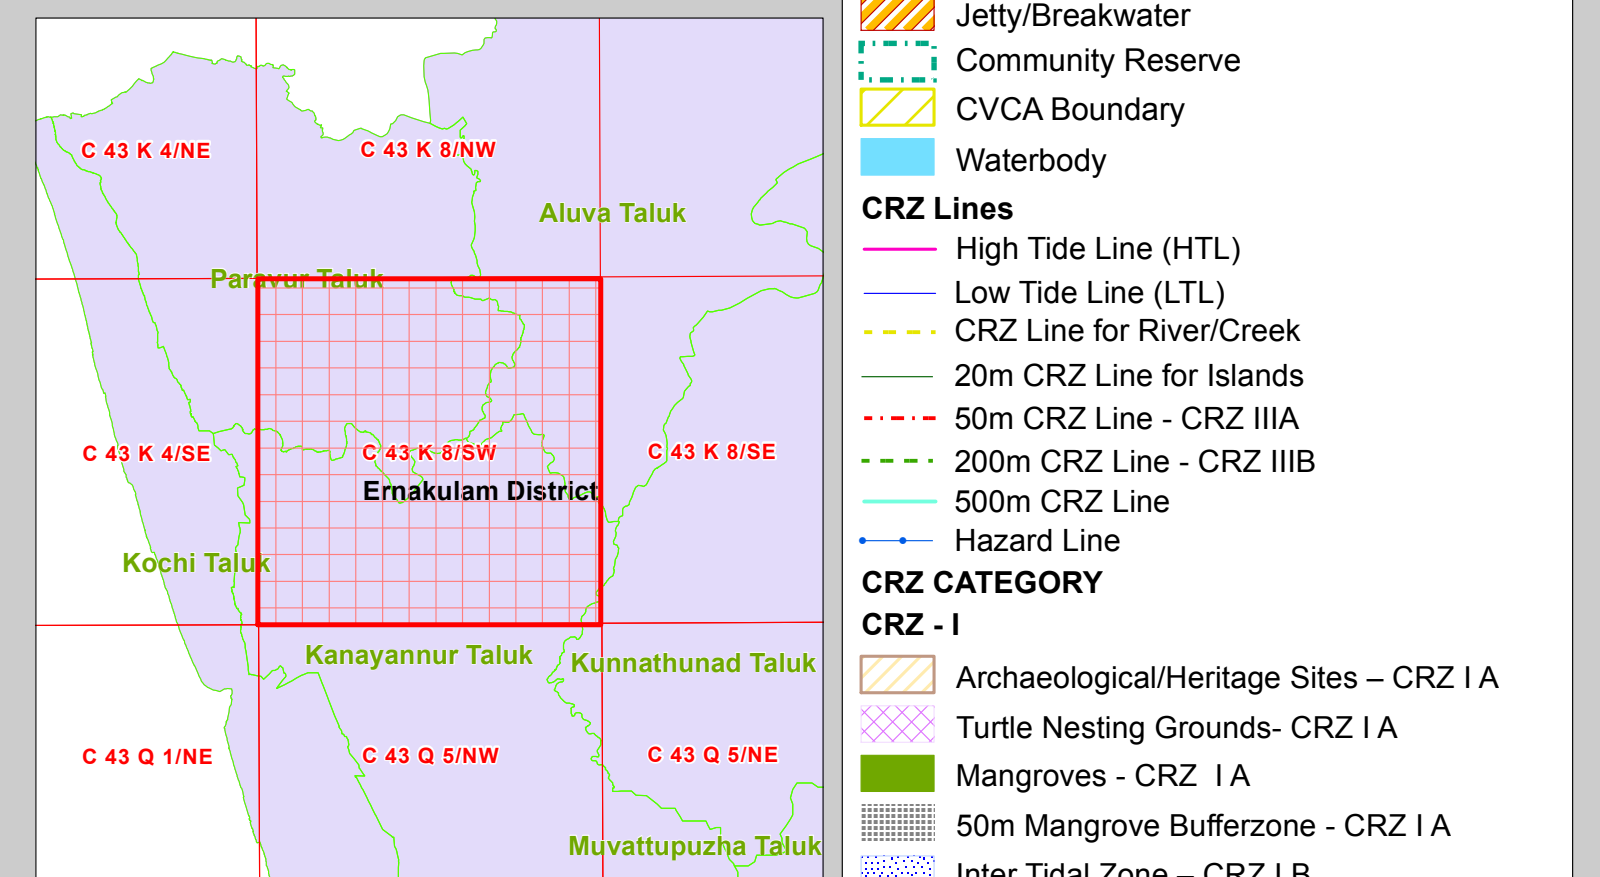 C 43 K 4/NE
C 43 K 8/NW
Aluva Taluk
Paravur Taluk
C 43 K 4/SE
C 43 K 8/SW
C 43 K 8/SE
Ernakulam District
Kochi Taluk
Kanayannur Taluk
Kunnathunad Taluk
C 43 Q 1/NE
C 43 Q 5/NW
C 43 Q 5/NE
Muvattupuzha Taluk
Jetty/Breakwater
Community Reserve
CVCA Boundary
Waterbody
CRZ Lines
High Tide Line (HTL)
Low Tide Line (LTL)
CRZ Line for River/Creek
20m CRZ Line for Islands
50m CRZ Line - CRZ IIIA
200m CRZ Line - CRZ IIIB
500m CRZ Line
Hazard Line
CRZ CATEGORY
CRZ - I
Archaeological/Heritage Sites – CRZ I A
Turtle Nesting Grounds- CRZ I A
Mangroves - CRZ I A
50m Mangrove Bufferzone - CRZ I A
Inter Tidal Zone – CRZ I B